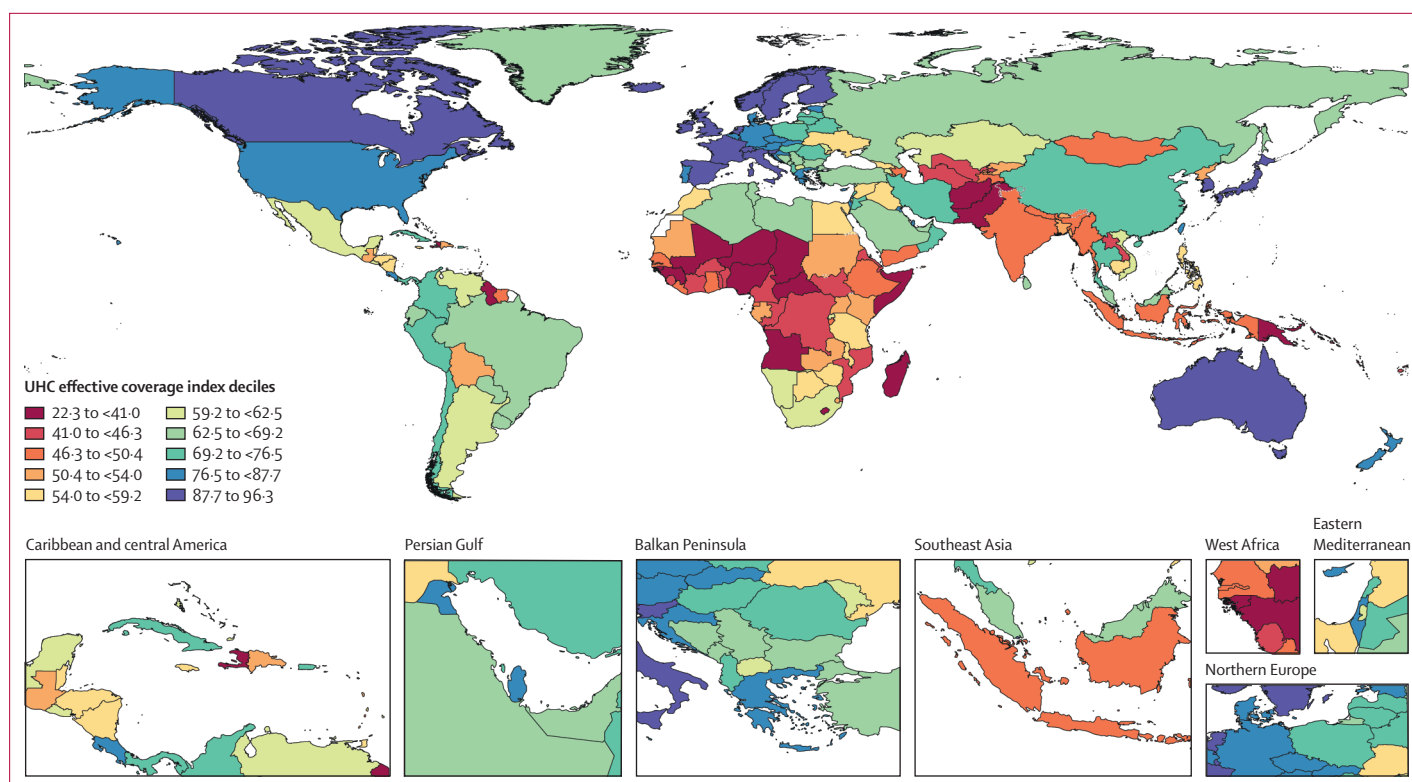 UHC effective coverage index deciles
22·3 to <41·0
41·0 to <46·3
46·3 to <50·4
50·4 to <54·0
54·0 to <59·2
59·2 to <62·5
62·5 to <69·2
69·2 to <76·5
76·5 to <87·7
87·7 to 96·3
Caribbean and central America
Persian Gulf
Balkan Peninsula
Southeast Asia
West Africa
Eastern
Mediterranean
Northern Europe